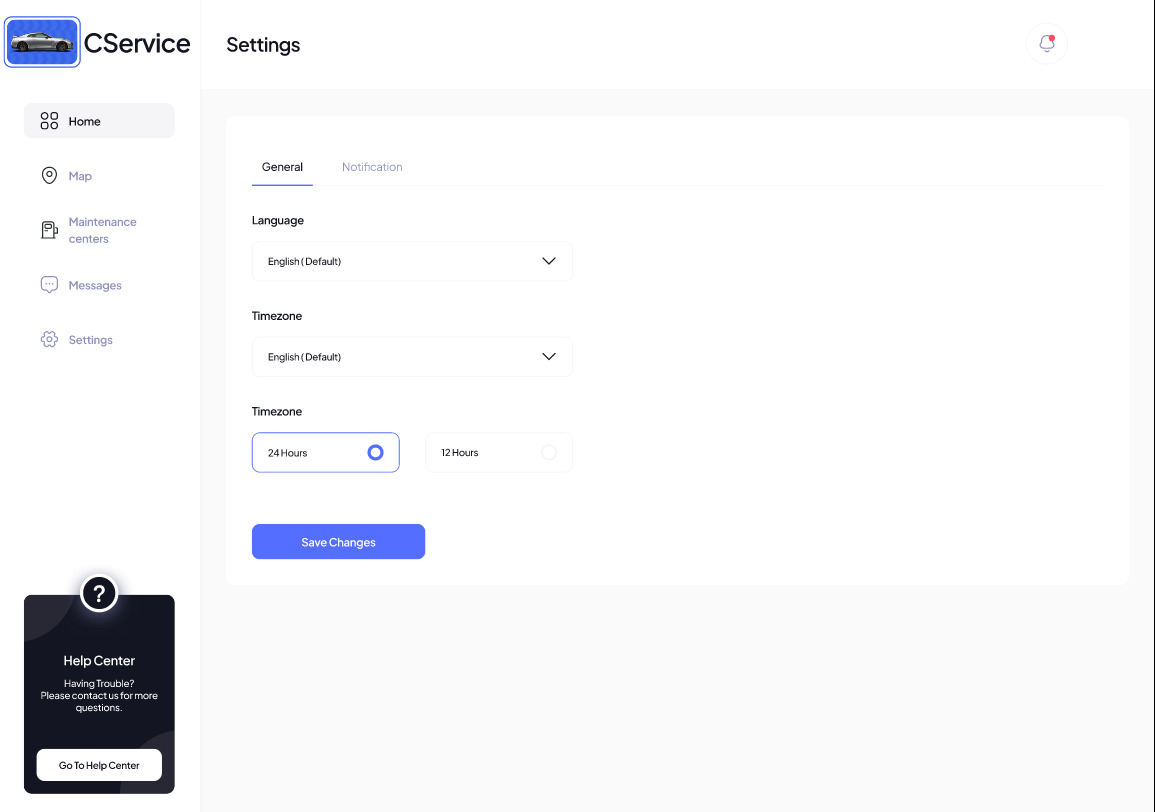 CService
Settings
Home
Map
Maintenance
centers
Messages
Settings
General
Notification
Language
English ( Default)
Timezone
English ( Default)
Timezone
24 Hours
12 Hours
Save Changes
?
Help Center
Having Trouble?
Please contact us for more
questions.
Go To Help Center